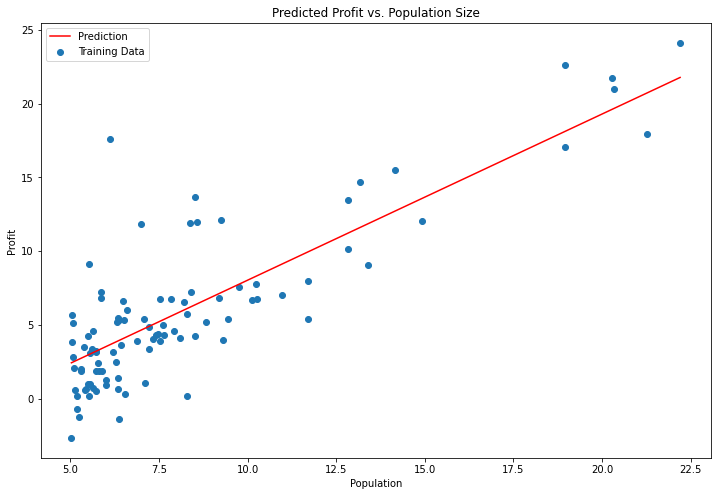 Predicted Profit vs. Population Size
Prediction
Training Data
25
20
15
10
5
0
Profit
5.0 7.5 10.0 12.5 15.0 17.5 20.0 22.5
Population